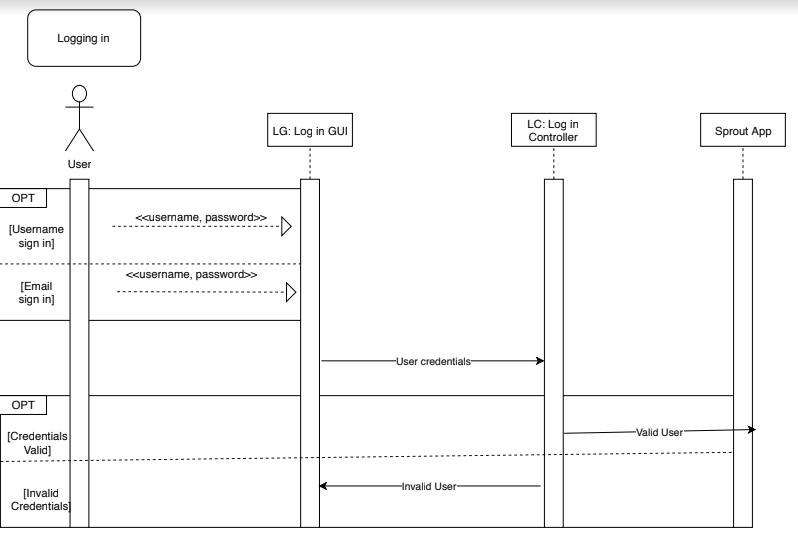 Logging in
User
LG: Log in GUI
LC: Log in
Controller
Sprout App
OPT
[Username
sign in]
<<username, password>>
[Email
sign in]
<<username, password>>
User credentials
OPT
[Credentials
Valid]
Valid User
[Invalid
Credentials]
Invalid User